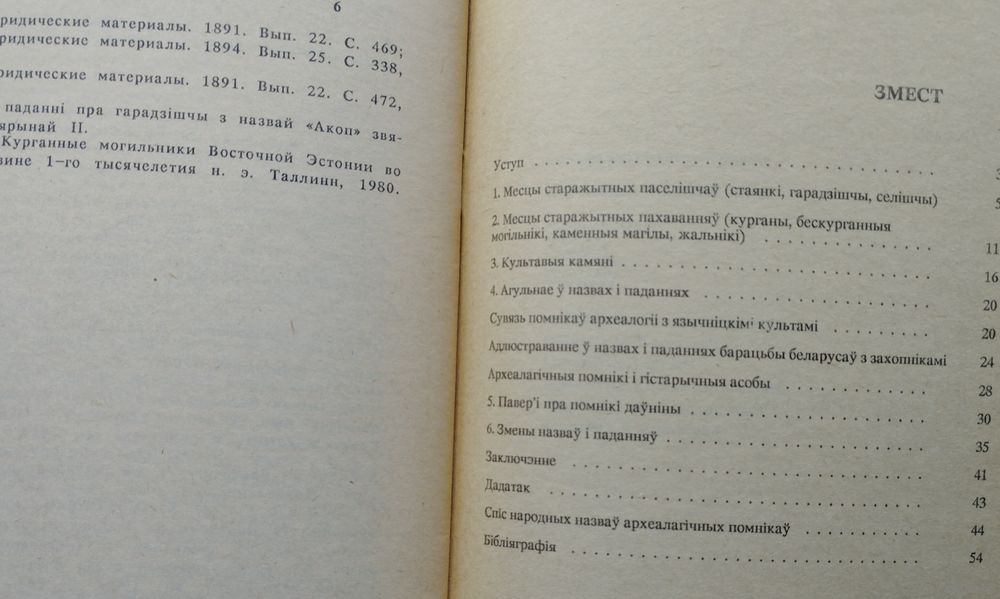 6
ридические материалы. 1891. Вып. 22. С. 469;
ридические материалы. 1894. Вып. 25. С. 338,
ридические материалы. 1891. Вып. 22. С. 472,
паданні пра гарадзішчы з назвай «Акоп» звя-
ярынай II.
Курганные могильники Восточной Эстонии во
вине 1-го тысячелетия н. э. Таллинн, 1980.
ЗМЕСТ
Уступ . . . 3
1. Месцы старажытных паселішчаў (стаянкі, гарадзішчы, селішчы) 5
2. Месцы старажытных пахаванняў (курганы, бескурганныя
могільнікі, каменныя магілы, жальнікі) . . . 11
3. Культавыя камяні . . . 16
4. Агульнае ў назвах і паданнях . . . 20
Сувязь помнікаў археалогіі з язычніцкімі культамі . . . 20
Адлюстраванне ў назвах і паданнях барацьбы беларусаў з захопнікамі 24
Археалагічныя помнікі і гістарычныя асобы . . . 28
5. Павер'і пра помнікі даўніны . . . 30
6. Змены назваў і паданняў . . . 35
Заключэнне . . . 41
Дадатак . . . 43
Спіс народных назваў археалагічных помнікаў . . . 44
Бібліяграфія . . . 54